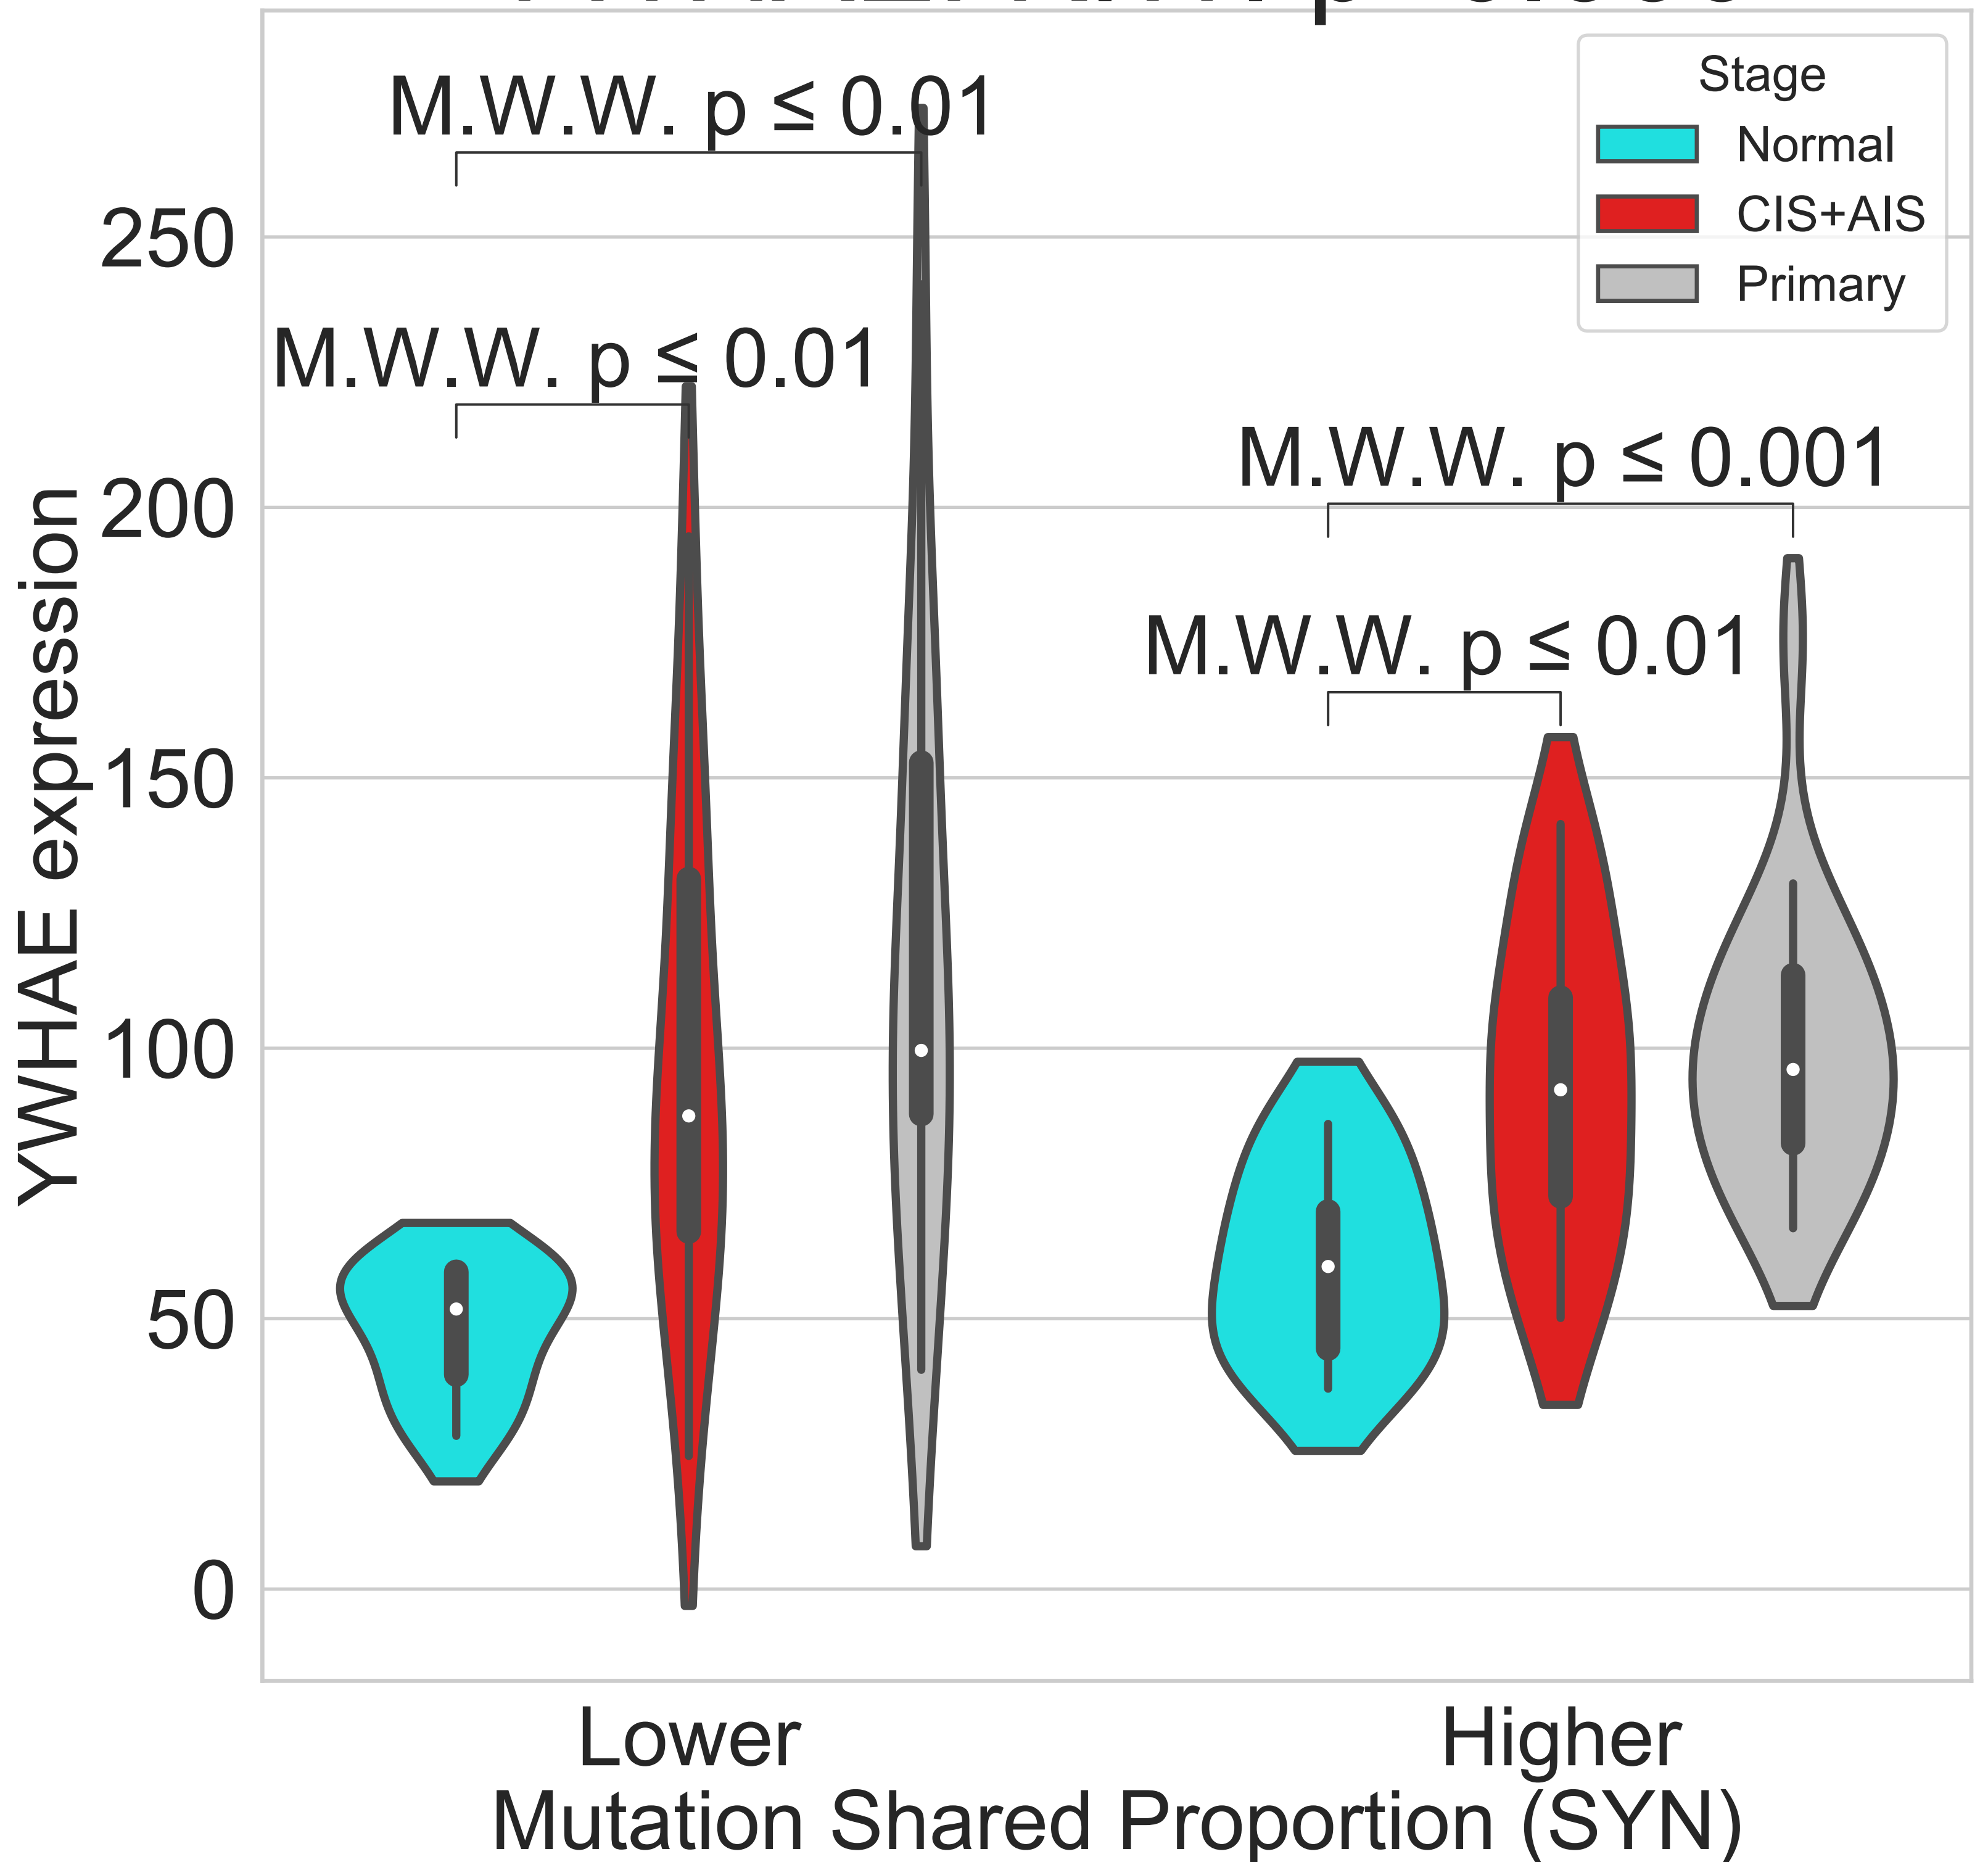 M.W.W. p ≤ 0.01
Stage
Normal
CIS+AIS
Primary
M.W.W. p ≤ 0.01
M.W.W. p ≤ 0.001
M.W.W. p ≤ 0.01
250
200
150
100
50
0
YWHAE expression
Lower
Higher
Mutation Shared Proportion (SYN)